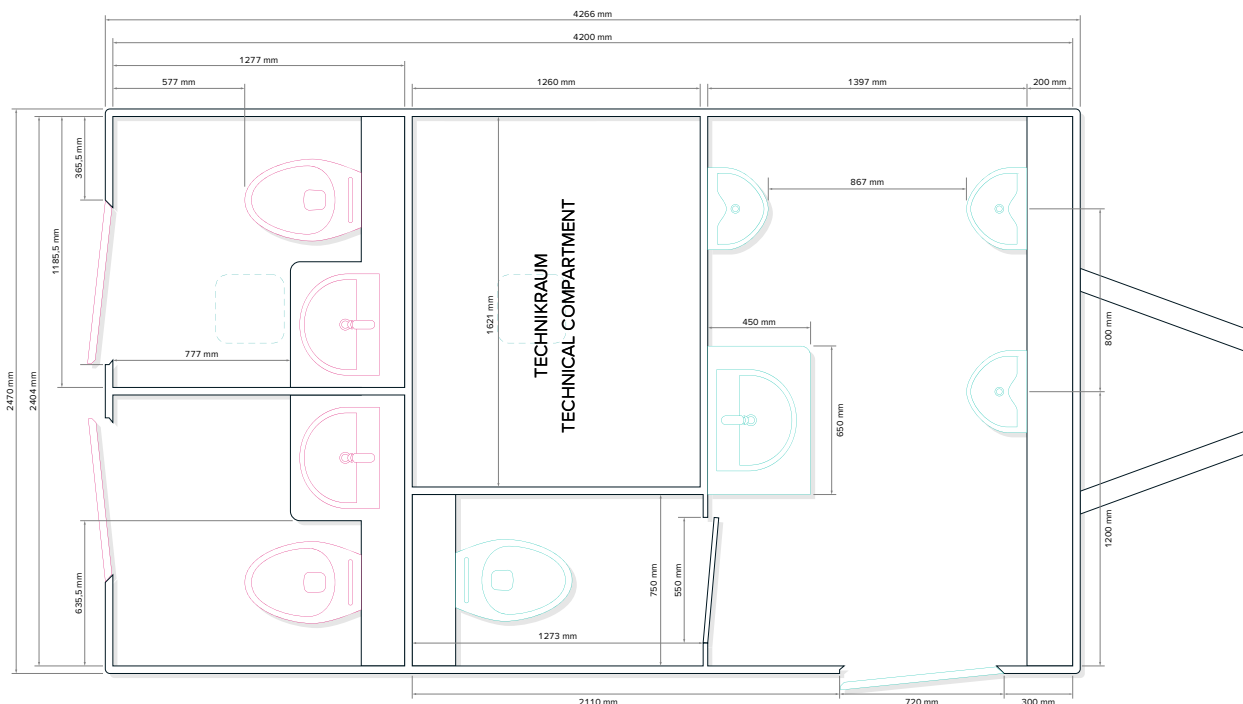 4266 mm
4200 mm
1277 mm
577 mm
1260 mm
1397 mm
200 mm
365,5 mm
867 mm
1185,5 mm
TECHNIKRAUM
TECHNICAL COMPARTMENT
1621 mm
450 mm
800 mm
777 mm
2470 mm
2404 mm
650 mm
1200 mm
635,5 mm
750 mm
550 mm
1273 mm
2110 mm
720 mm
300 mm